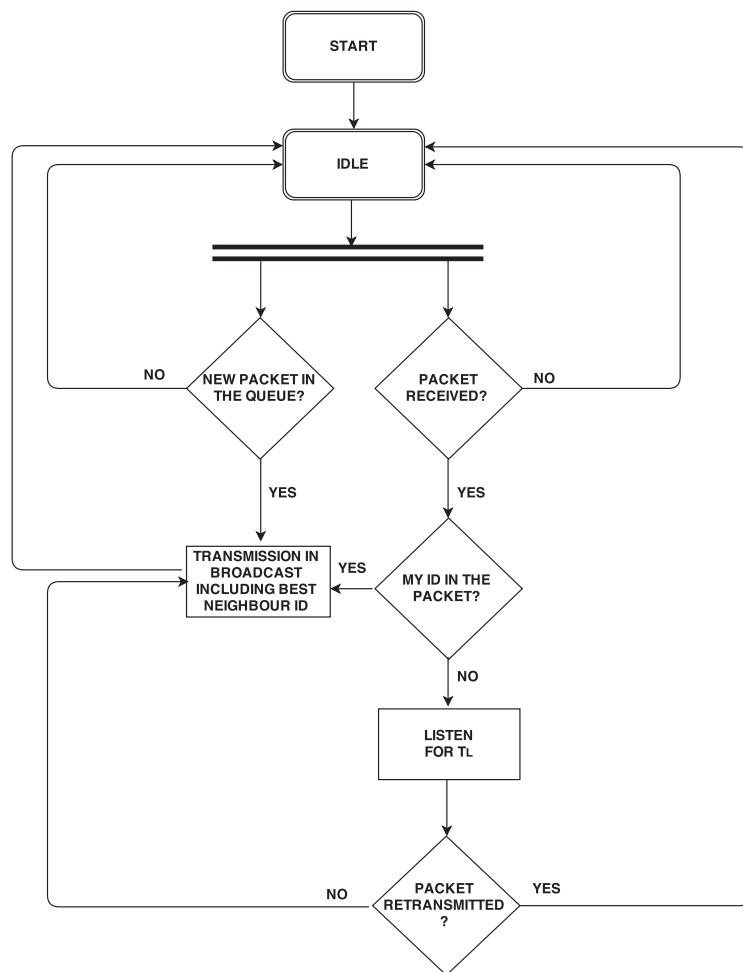 START
IDLE
NO
NEW PACKET IN
THE QUEUE?
PACKET
RECEIVED?
NO
YES
YES
TRANSMISSION IN
BROADCAST
INCLUDING BEST
NEIGHBOUR ID
YES
MY ID IN THE
PACKET?
NO
LISTEN
FOR TL
NO
PACKET
RETRANSMITTED
?
YES